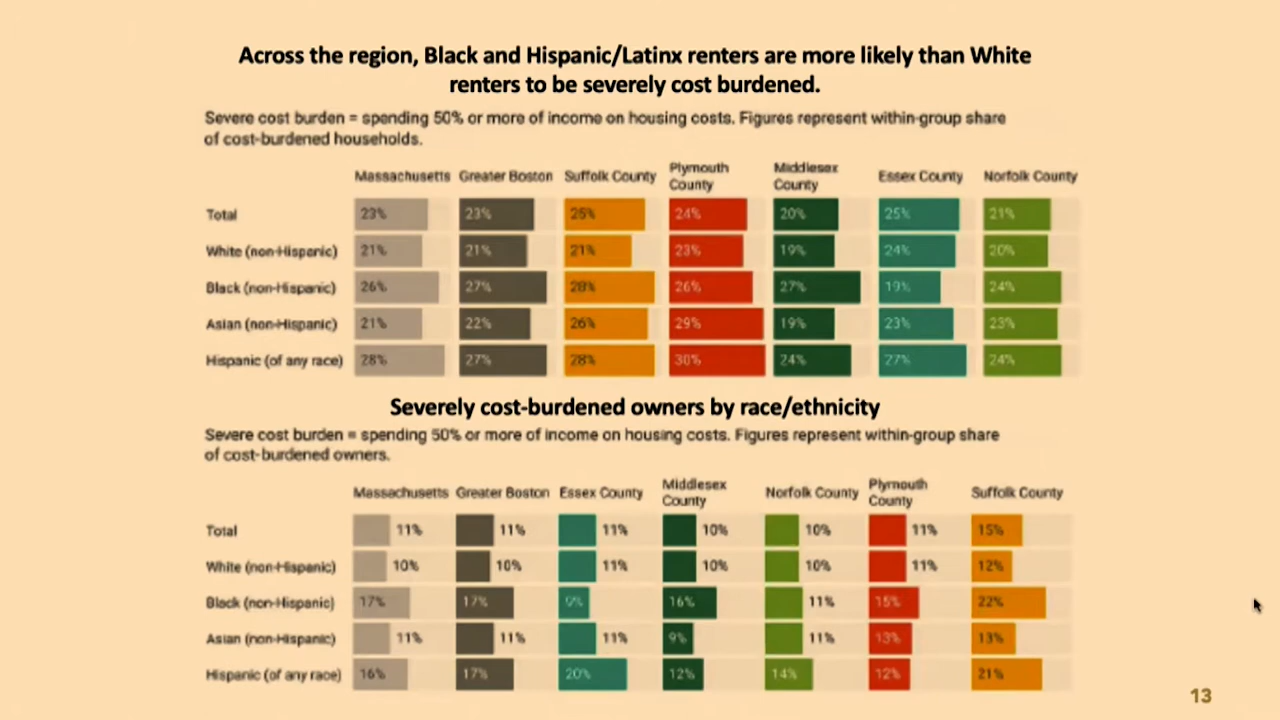 Across the region, Black and Hispanic/Latinx renters are more likely than White
renters to be severely cost burdened.
Severe cost burden = spending 50% or more of income on housing costs. Figures represent within-group share
of cost-burdened households.
Massachusetts Greater Boston Suffolk County Plymouth County Middlesex County Essex County Norfolk County
Total 23% 23% 25% 24% 20% 25% 21%
White (non-Hispanic) 21% 21% 21% 23% 19% 24% 20%
Black (non-Hispanic) 26% 27% 28% 26% 27% 19% 24%
Asian (non-Hispanic) 21% 22% 26% 29% 19% 23% 23%
Hispanic (of any race) 28% 27% 28% 30% 24% 27% 24%
Severely cost-burdened owners by race/ethnicity
Severe cost burden = spending 50% or more of income on housing costs. Figures represent within-group share
of cost-burdened owners.
Massachusetts Greater Boston Essex County Middlesex County Norfolk County Plymouth County Suffolk County
Total 11% 11% 11% 10% 10% 11% 15%
White (non-Hispanic) 10% 10% 11% 10% 10% 11% 12%
Black (non-Hispanic) 17% 17% 9% 16% 11% 15% 22%
Asian (non-Hispanic) 11% 11% 11% 9% 11% 13% 13%
Hispanic (of any race) 16% 17% 20% 12% 14% 12% 21%
13